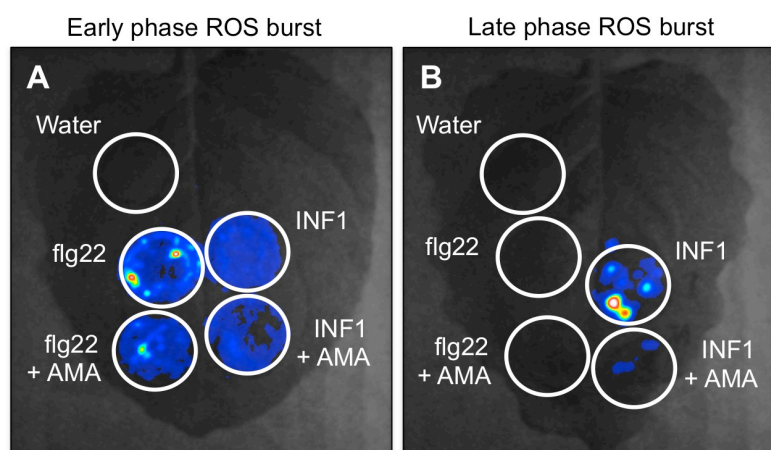 Early phase ROS burst
A
Water
flg22
INF1
flg22
+ AMA
INF1
+ AMA
Late phase ROS burst
B
Water
flg22
INF1
flg22
+ AMA
INF1
+ AMA